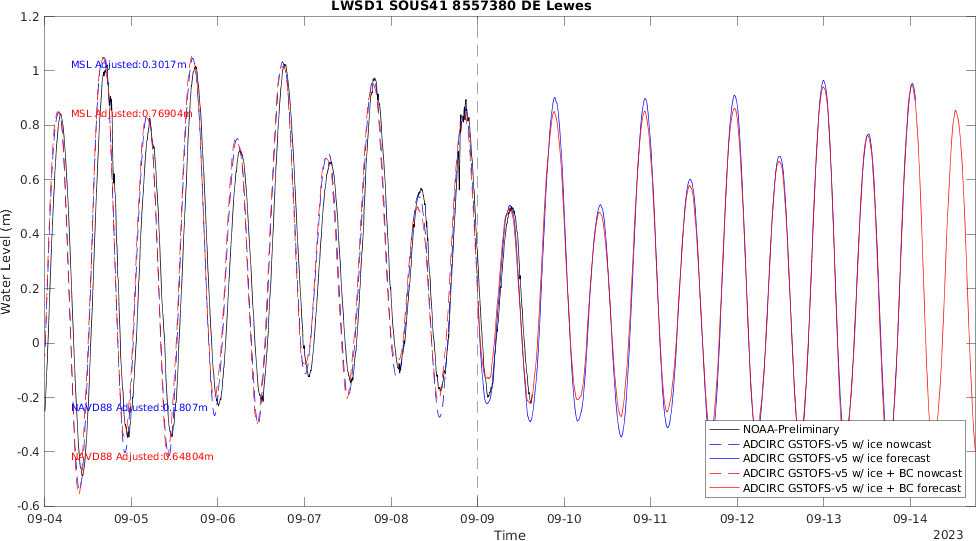 LWSD1 SOUS41 8557380 DE Lewes
1.2
1
0.8
0.6
0.4
0.2
0
-0.2
-0.4
-0.6
Water Level (m)
MSL Adjusted:0.3017m
MSL Adjusted:0.76904m
NAVD88 Adjusted:0.1807m
NAVD88 Adjusted:0.64804m
NOAA-Preliminary
ADCIRC GSTOFS-v5 w/ ice nowcast
ADCIRC GSTOFS-v5 w/ ice forecast
ADCIRC GSTOFS-v5 w/ ice + BC nowcast
ADCIRC GSTOFS-v5 w/ ice + BC forecast
09-04 09-05 09-06 09-07 09-08 09-09 09-10 09-11 09-12 09-13 09-14
Time
2023